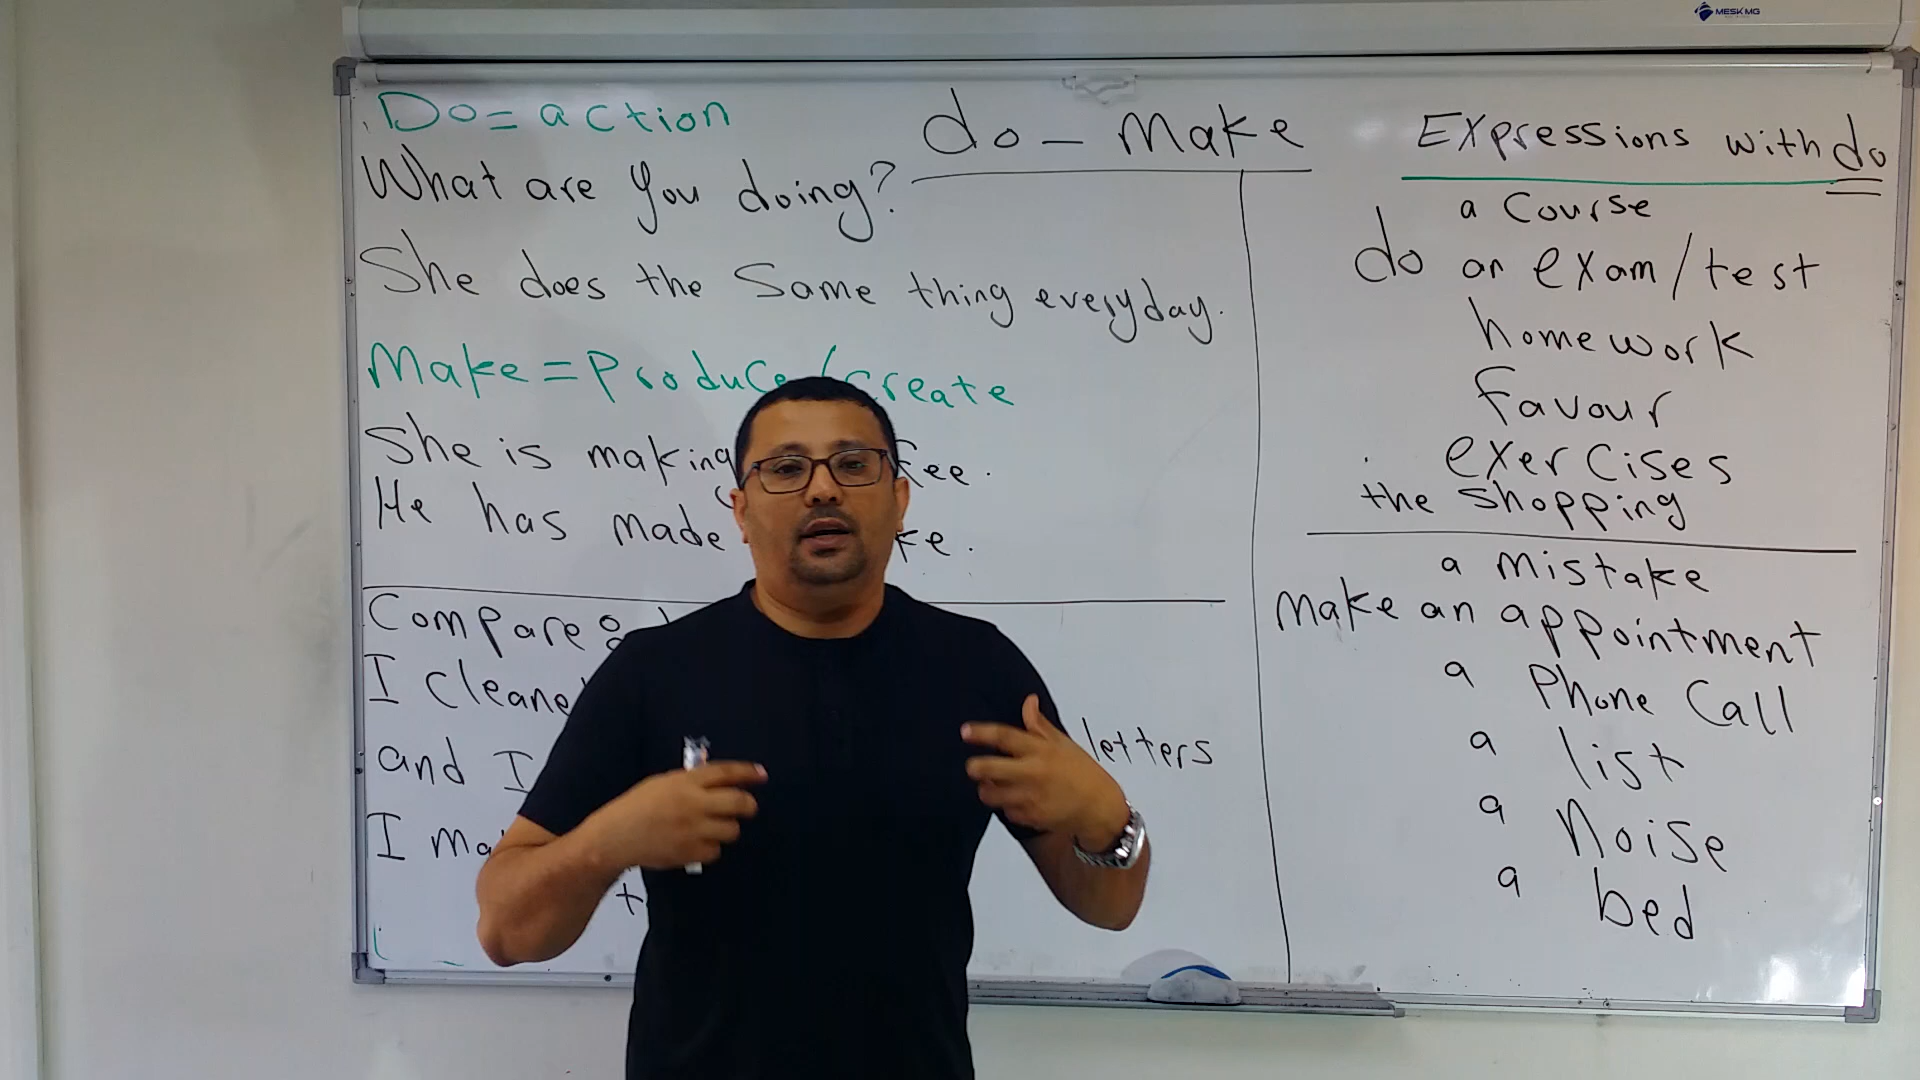 MESK MG
do - Make
Do = action
What are you doing?
She does the Same thing everyday.
Make = Produce / create
She is making
He has made
Compare
I
and I
letters
I
Expressions with do
a Course
do an exam / test
homework
favour
exercises
the shopping
a mistake
Make an appointment
a Phone Call
a list
a Noise
a bed